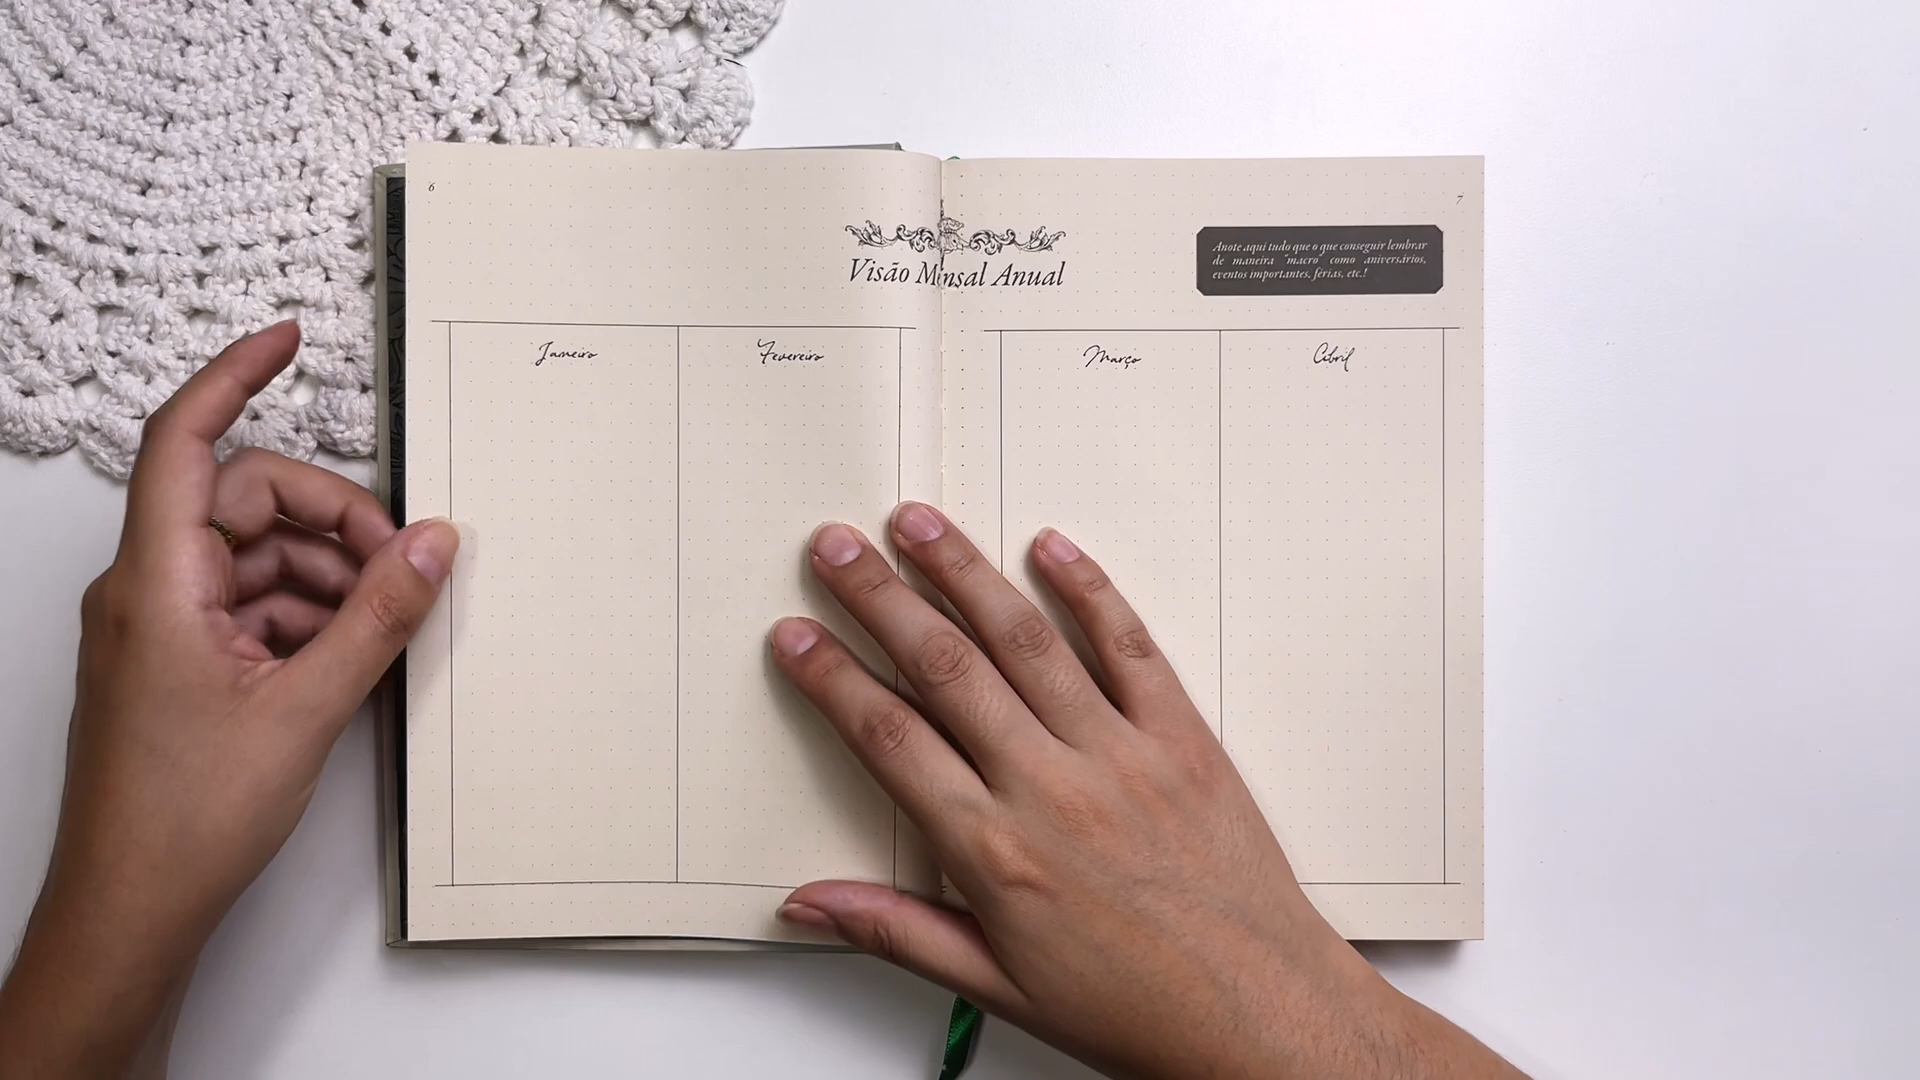 6
7
Visão Mensal Anual
Anote aqui tudo que o que conseguir lembrar
de maneira "macro" como aniversários,
eventos importantes, férias, etc.!
Janeiro
Fevereiro
Março
Abril